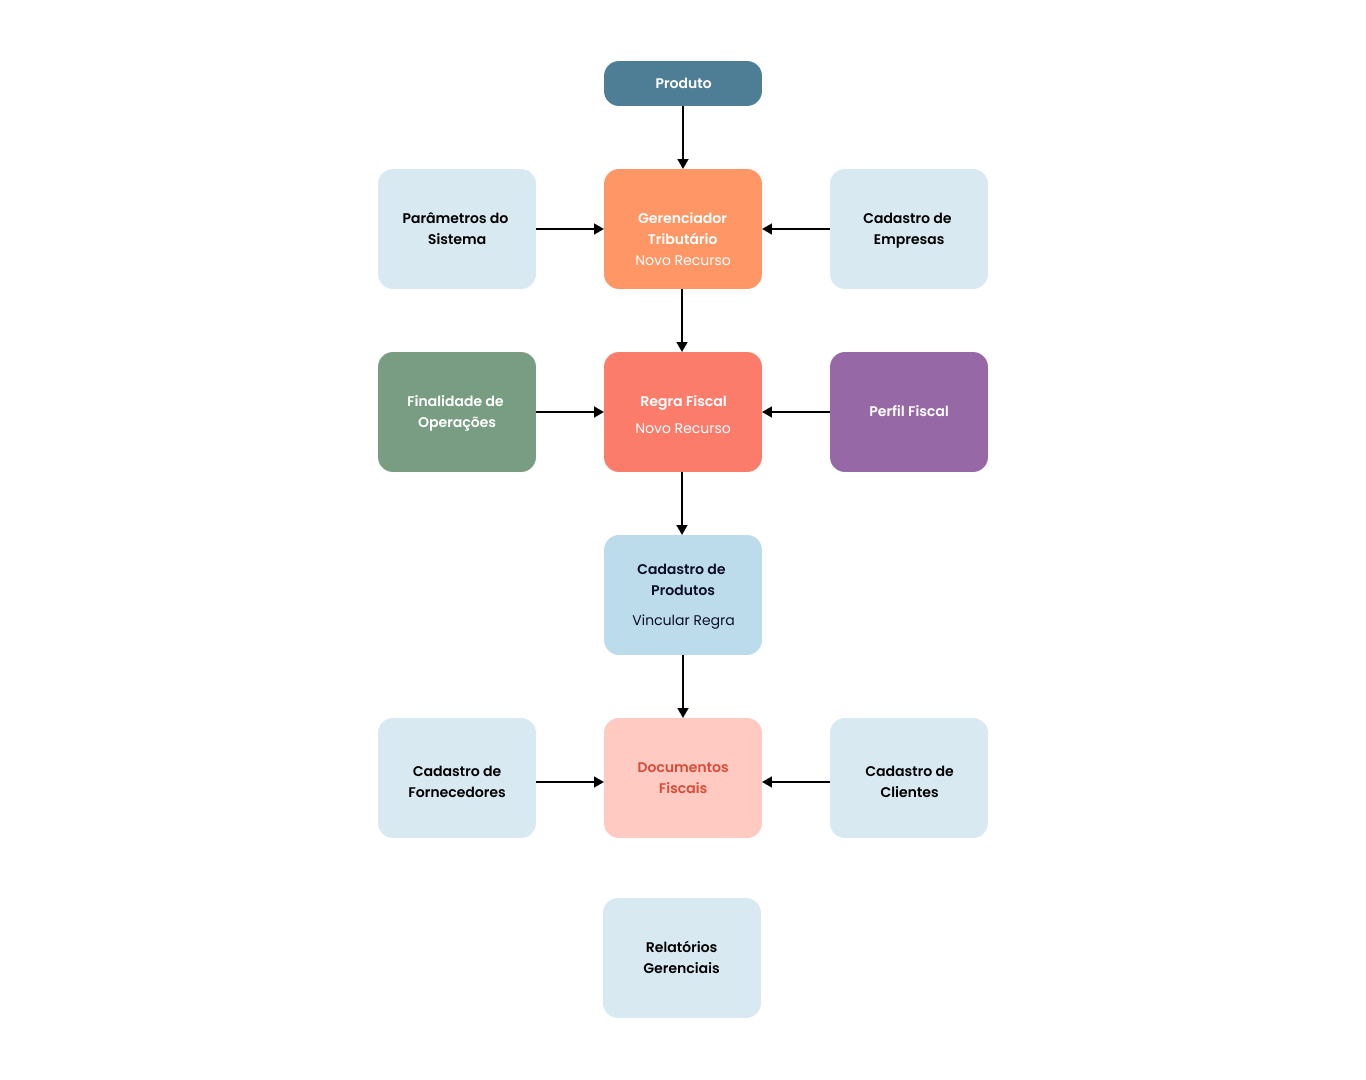 Produto
Parâmetros do
Sistema
Gerenciador
Tributário
Novo Recurso
Cadastro de
Empresas
Finalidade de
Operações
Regra Fiscal
Novo Recurso
Perfil Fiscal
Cadastro de
Produtos
Vincular Regra
Cadastro de
Fornecedores
Documentos
Fiscais
Cadastro de
Clientes
Relatórios
Gerenciais